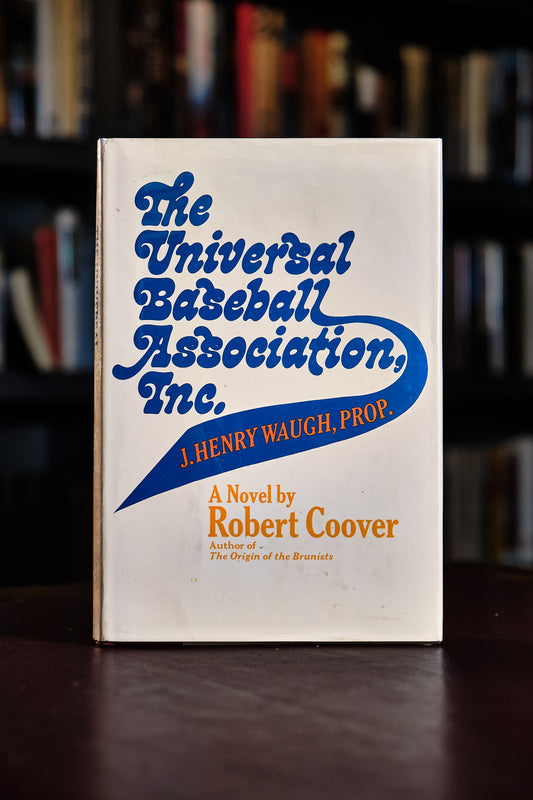 The
Universal
Baseball
Association,
Inc.
J. HENRY WAUGH, PROP.
A Novel by
Robert Coover
Author of -
The Origin of the Brunists